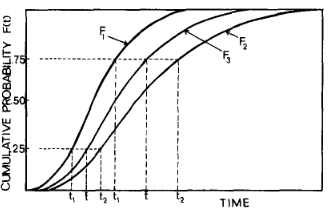 CUMULATIVE PROBABILITY F(t)
F1
F3
F2
.75
.50
.25
t1 t t2 t1 t t2
TIME